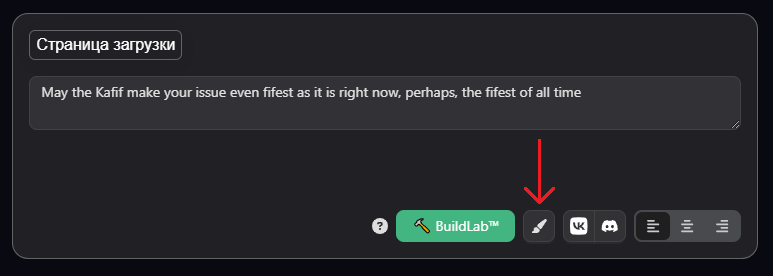 Страница загрузки
May the Kafif make your issue even fifest as it is right now, perhaps, the fifest of all time
? BuildLab™